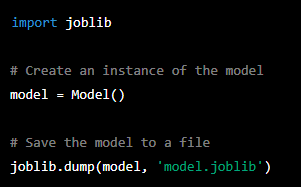 import joblib
# Create an instance of the model
model = Model()
# Save the model to a file
joblib.dump(model, 'model.joblib')